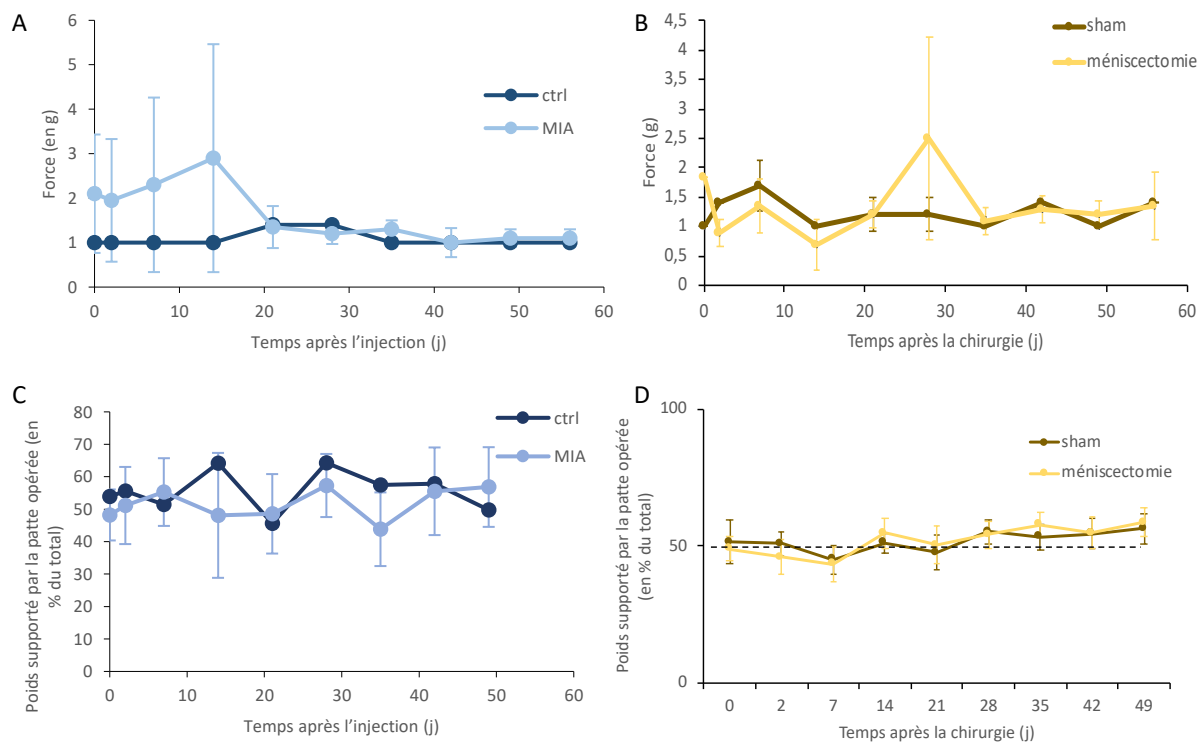 A
6
5
4
3
2
1
0
Force (en g)
0 10 20 30 40 50 60
Temps après l'injection (j)
ctrl
MIA
B
4,5
4
3,5
3
2,5
2
1,5
1
0,5
0
Force (g)
0 10 20 30 40 50 60
Temps après la chirurgie (j)
sham
méniscectomie
C
80
70
60
50
40
30
20
10
0
Poids supporté par la patte opérée (en
% du total)
0 10 20 30 40 50 60
Temps après l'injection (j)
ctrl
MIA
D
100
50
0
Poids supporté par la patte opérée
(en % du total)
0 2 7 14 21 28 35 42 49
Temps après la chirurgie (j)
sham
méniscectomie